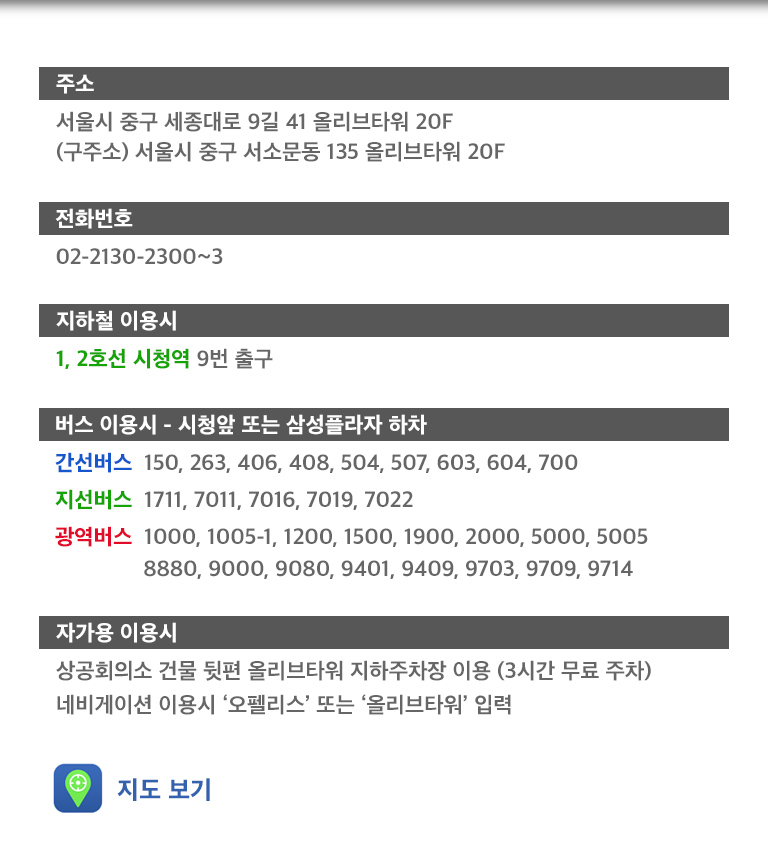 주소
서울시 중구 세종대로 9길 41 올리브타워 20F
(구주소) 서울시 중구 서소문동 135 올리브타워 20F
전화번호
02-2130-2300~3
지하철 이용시
1, 2호선 시청역 9번 출구
버스 이용시 - 시청앞 또는 삼성플라자 하차
간선버스 150, 263, 406, 408, 504, 507, 603, 604, 700
지선버스 1711, 7011, 7016, 7019, 7022
광역버스 1000, 1005-1, 1200, 1500, 1900, 2000, 5000, 5005
8880, 9000, 9080, 9401, 9409, 9703, 9709, 9714
자가용 이용시
상공회의소 건물 뒷편 올리브타워 지하주차장 이용 (3시간 무료 주차)
네비게이션 이용시 ‘오펠리스’ 또는 ‘올리브타워’ 입력
지도 보기